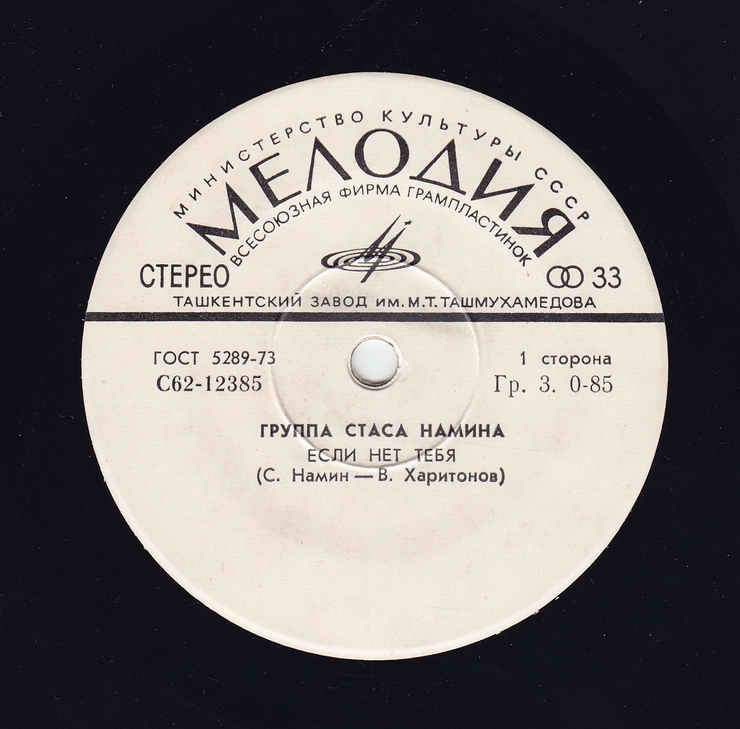 МИНИСТЕРСТВО КУЛЬТУРЫ СССР
МЕЛОДИЯ
ВСЕСОЮЗНАЯ ФИРМА ГРАМПЛАСТИНОК
СТЕРЕО
33
ТАШКЕНТСКИЙ ЗАВОД ИМ. М.Т. ТАШМУХАМЕДОВА
ГОСТ 5289-73
1 сторона
С62-12385
Гр. 3. 0-85
ГРУППА СТАСА НАМИНА
ЕСЛИ НЕТ ТЕБЯ
(С. Намин — В. Харитонов)